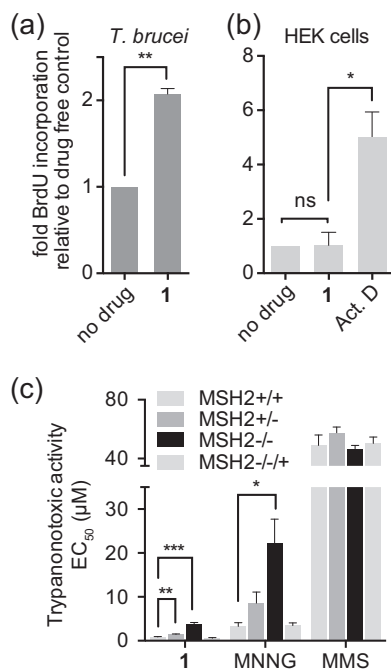 (a)
T. brucei
**
fold BrdU incorporation
relative to drug free control
2
1
0
no drug
1
(b)
HEK cells
*
ns
8
6
4
2
0
no drug
1
Act. D
(c)
MSH2+/+
MSH2+/-
MSH2-/-
MSH2-/-/+
Trypanonotoxic activity
EC50 (µM)
80
40
30
20
10
0
***
**
*
1
MNNG
MMS